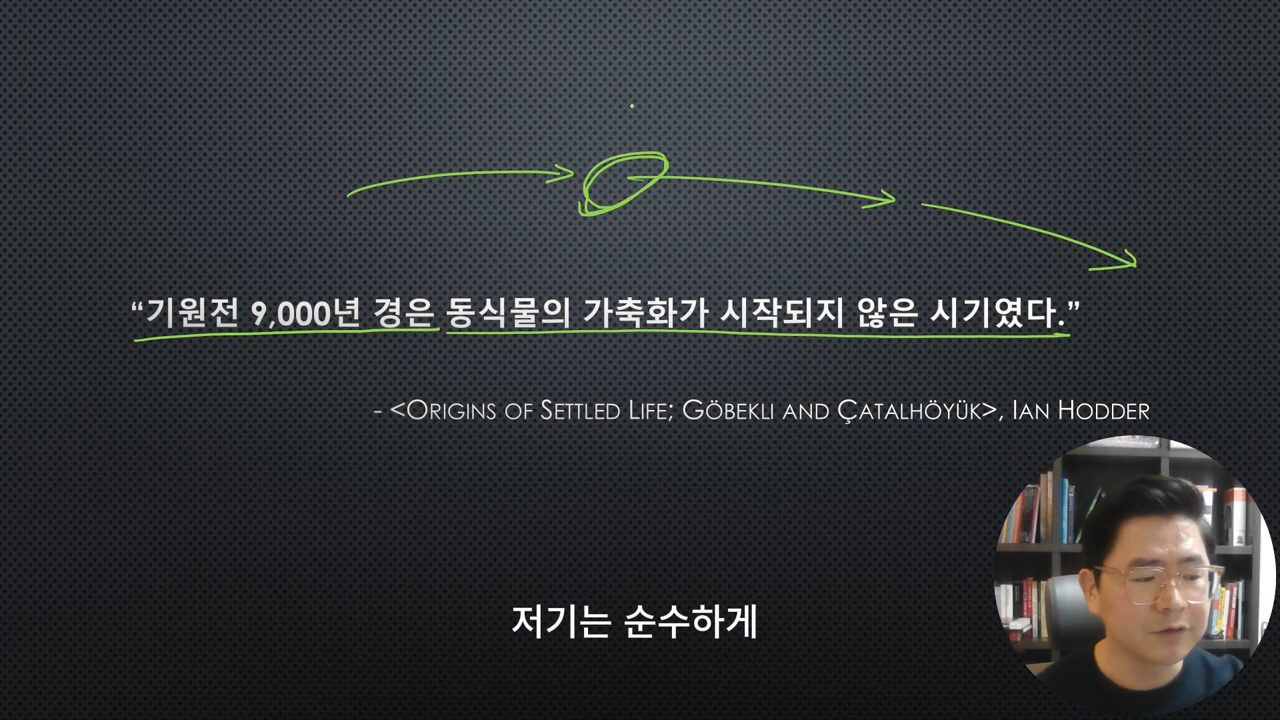 “기원전 9,000년 경은 동식물의 가축화가 시작되지 않은 시기였다.”
- <Origins of Settled Life; Göbekli and Çatalhöyük>, Ian Hodder
저기는 순수하게